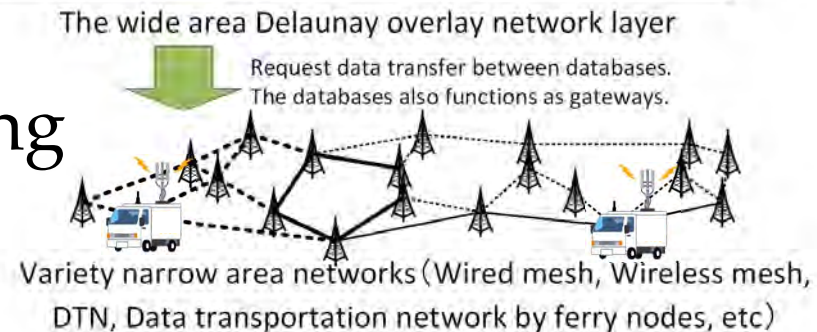 The wide area Delaunay overlay network layer
Request data transfer between databases.
The databases also functions as gateways.
ng
Variety narrow area networks (Wired mesh, Wireless mesh,
DTN, Data transportation network by ferry nodes, etc)